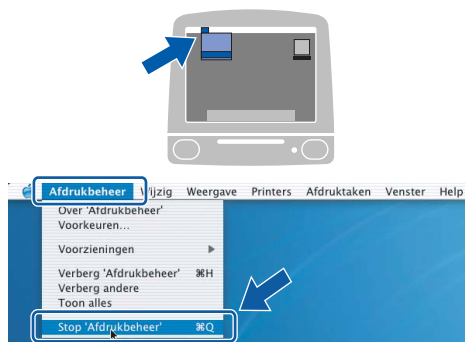 Afdrukbeheer Wijzig Weergave Printers Afdruktaken Venster Help
Over 'Afdrukbeheer'
Voorkeuren...
Voorzieningen ▶
Verberg 'Afdrukbeheer' ⌘H
Verberg andere
Toon alles
Stop 'Afdrukbeheer' ⌘Q